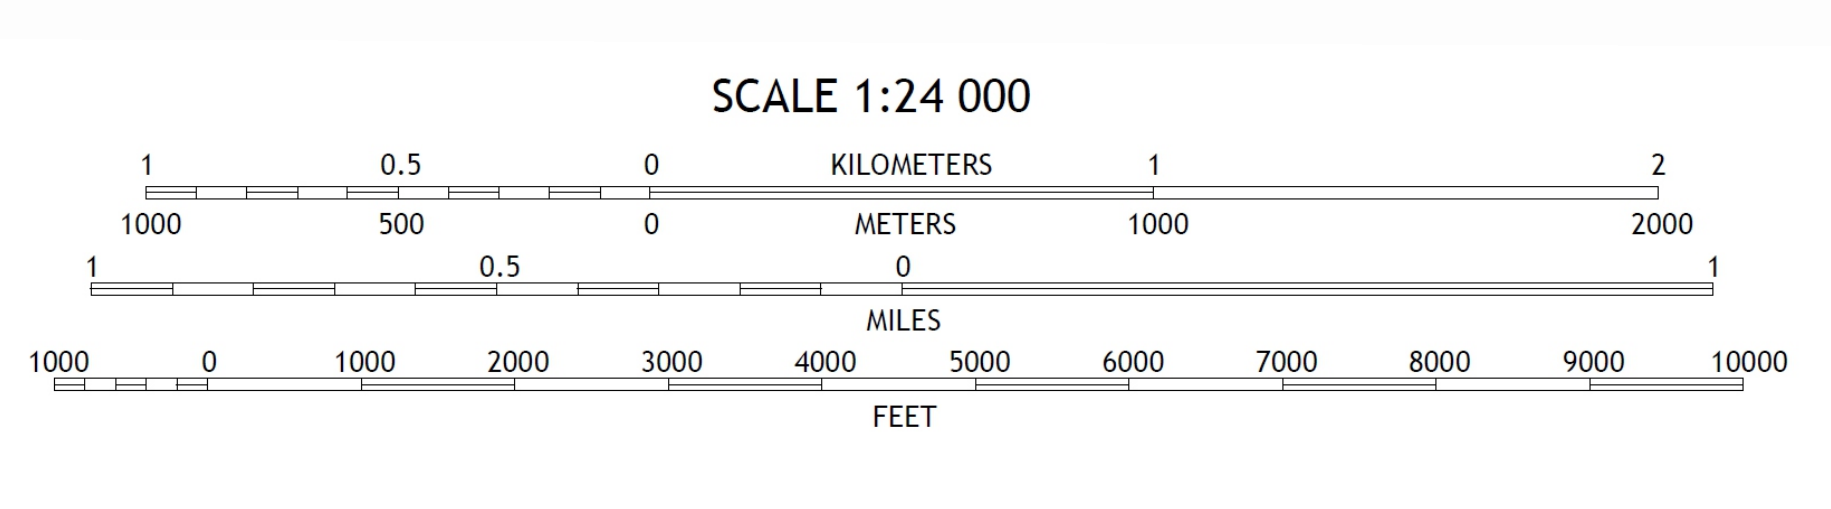 SCALE 1:24 000
1 0.5 0 KILOMETERS 1 2
1000 500 0 METERS 1000 2000
1 0.5 0 1
MILES
1000 0 1000 2000 3000 4000 5000 6000 7000 8000 9000 10000
FEET